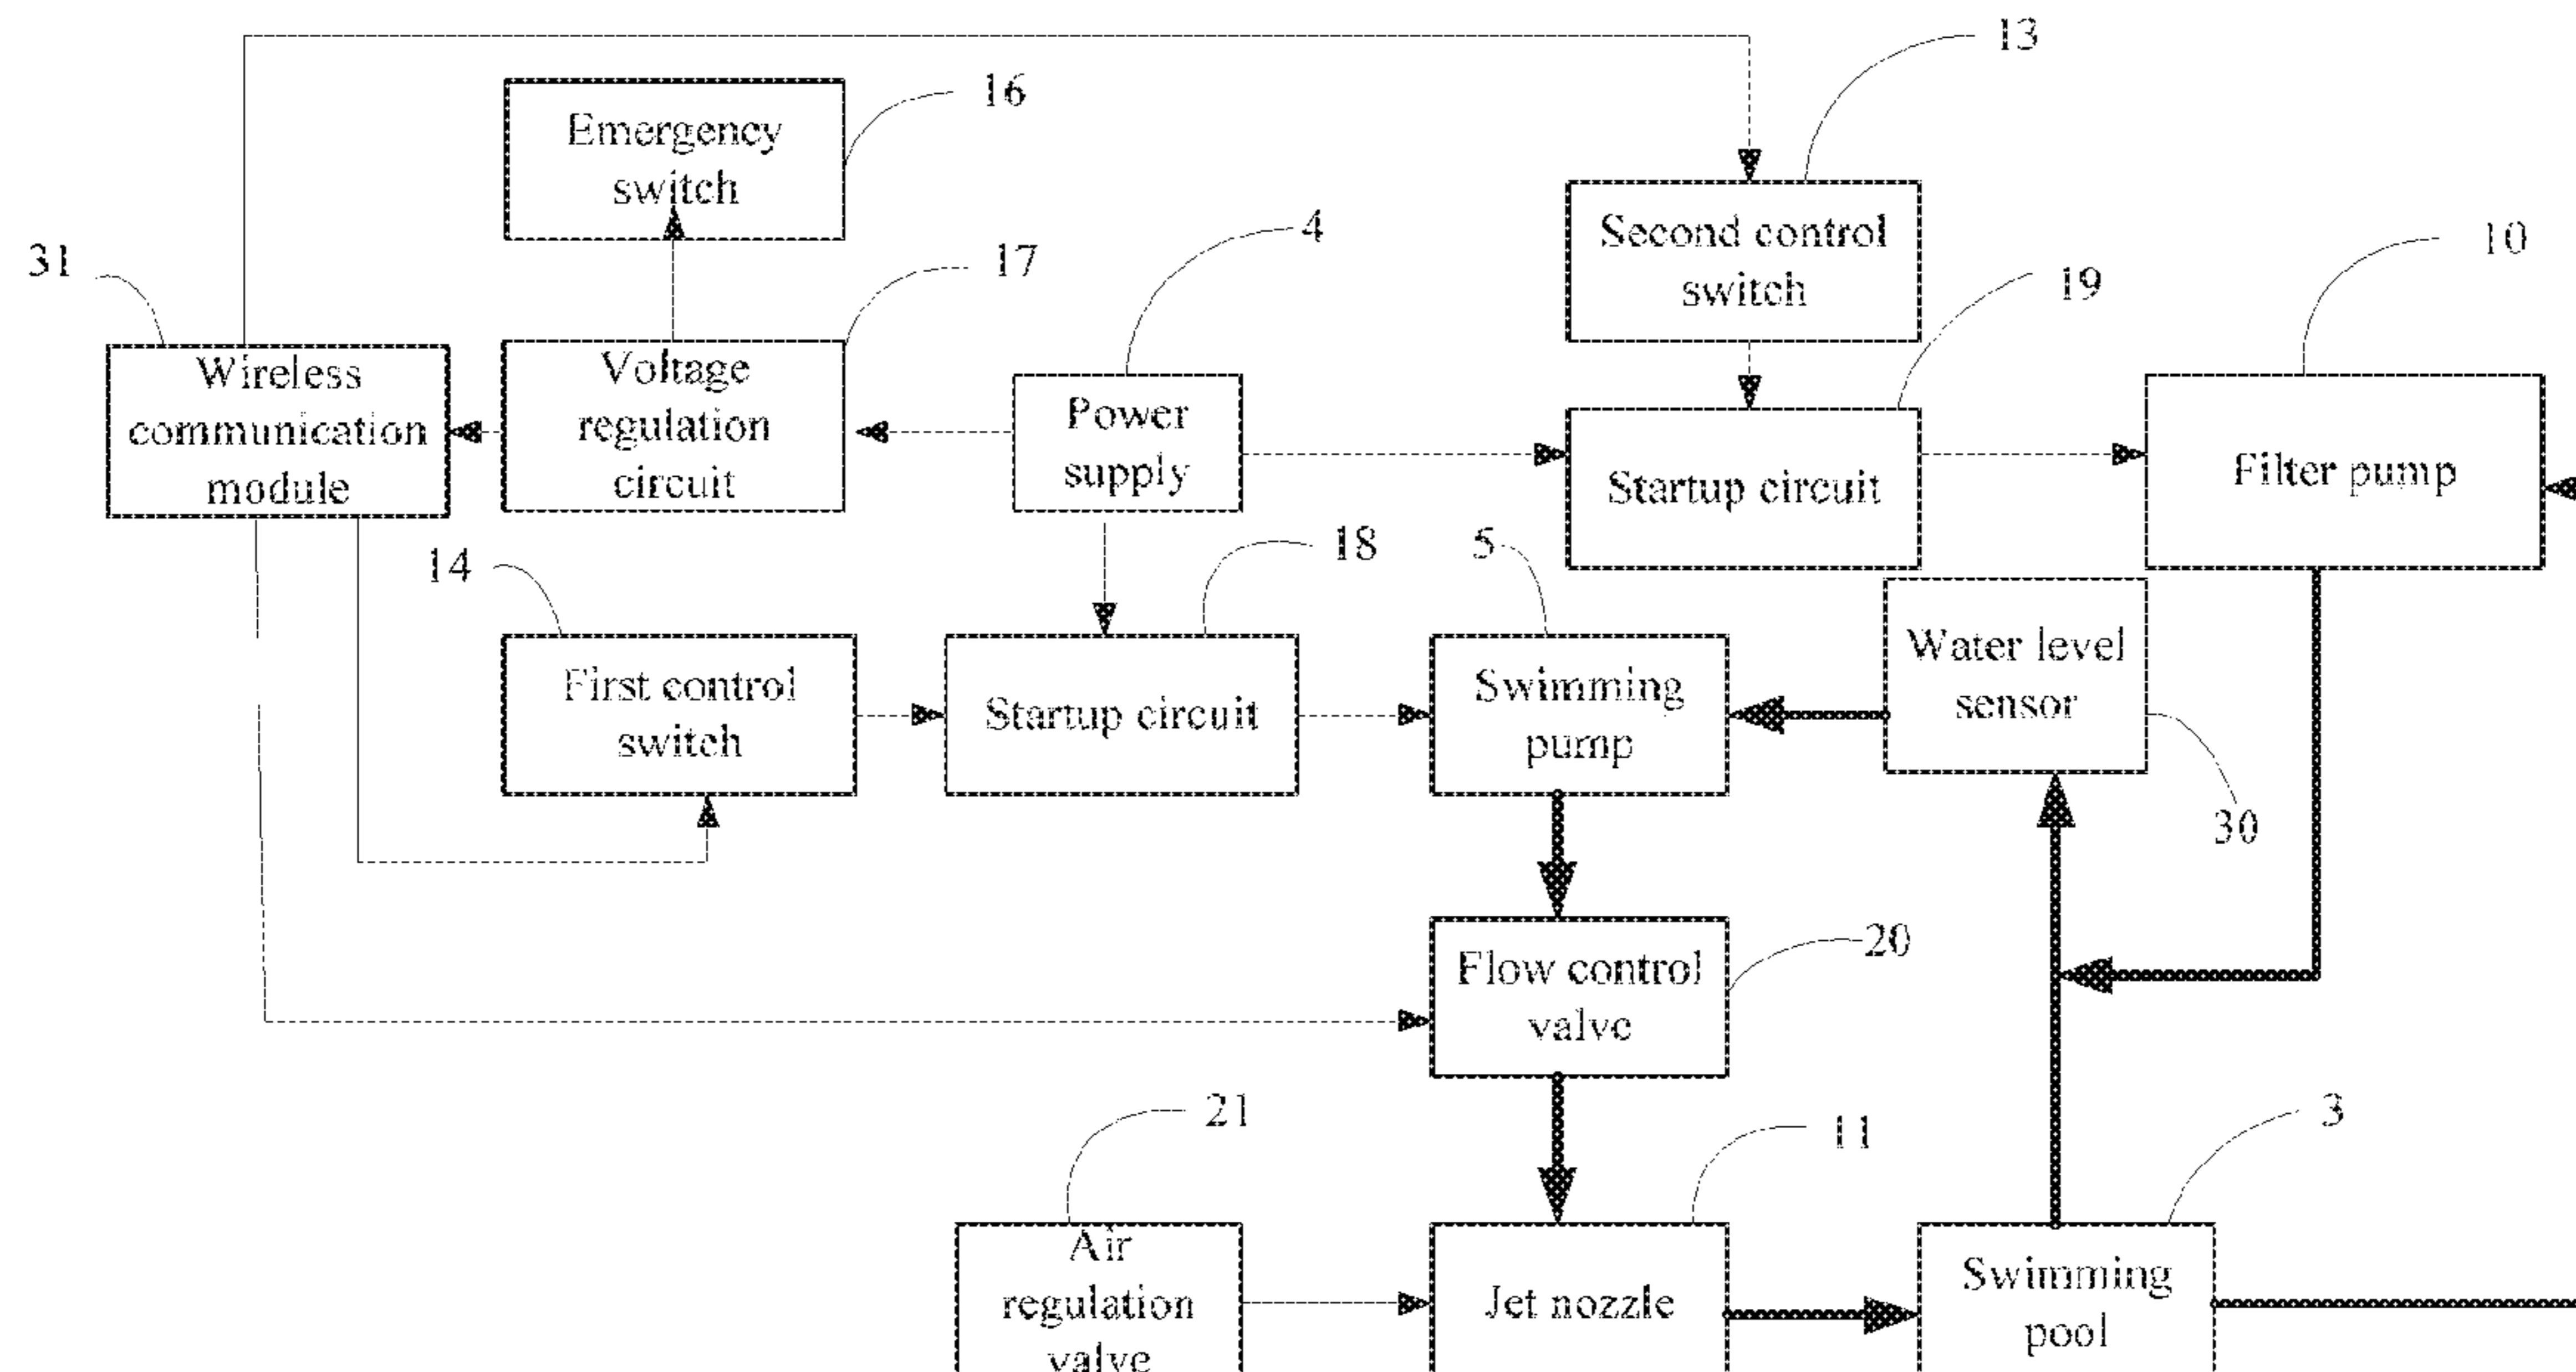 13
16
Emergency
switch
4
Second control
switch
10
31
17
19
Wireless
communication
module
Voltage
regulation
circuit
Power
supply
Startup circuit
Filter pump
14
18
5
First control
switch
Startup circuit
Swimming
pump
Water level
sensor
30
Flow control
valve
20
21
11
3
Air
regulation
valve
Jet nozzle
Swimming
pool